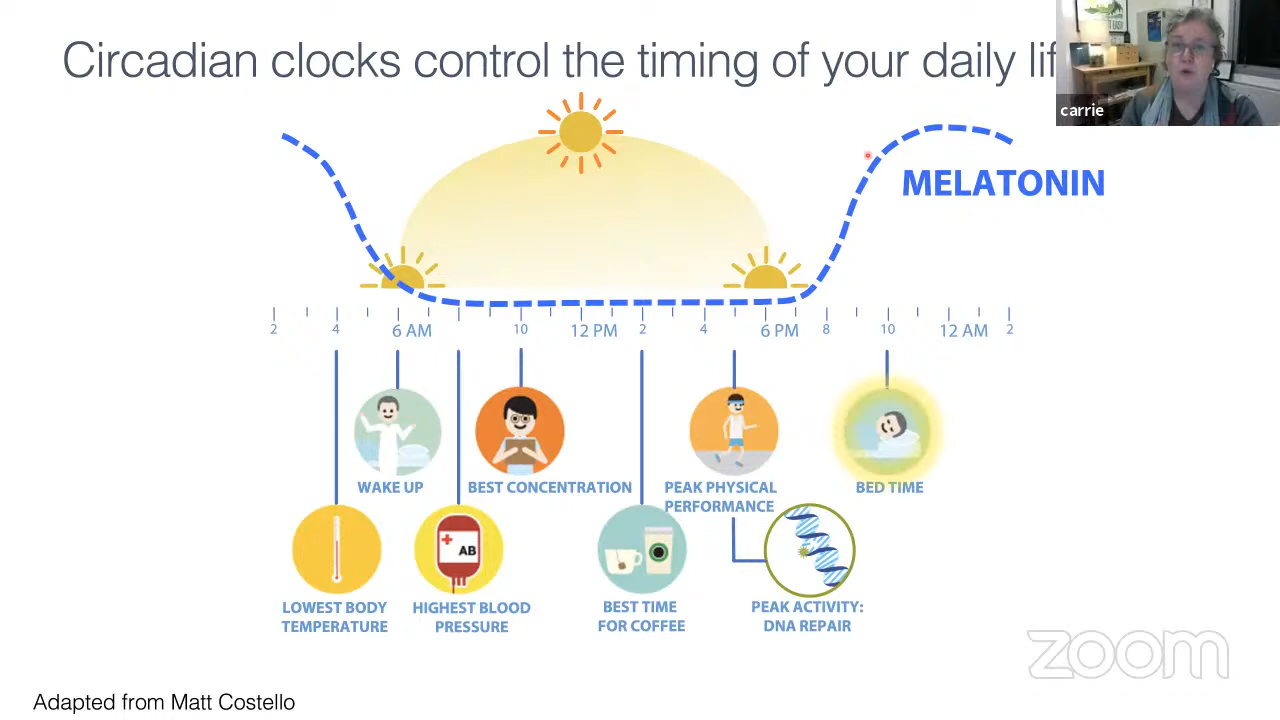 Circadian clocks control the timing of your daily lif
carrie
MELATONIN
2 4 6 AM 10 12 PM 2 4 6 PM 8 10 12 AM 2
WAKE UP
BEST CONCENTRATION
PEAK PHYSICAL
PERFORMANCE
BED TIME
AB
LOWEST BODY
TEMPERATURE
HIGHEST BLOOD
PRESSURE
BEST TIME
FOR COFFEE
PEAK ACTIVITY:
DNA REPAIR
zoom
Adapted from Matt Costello